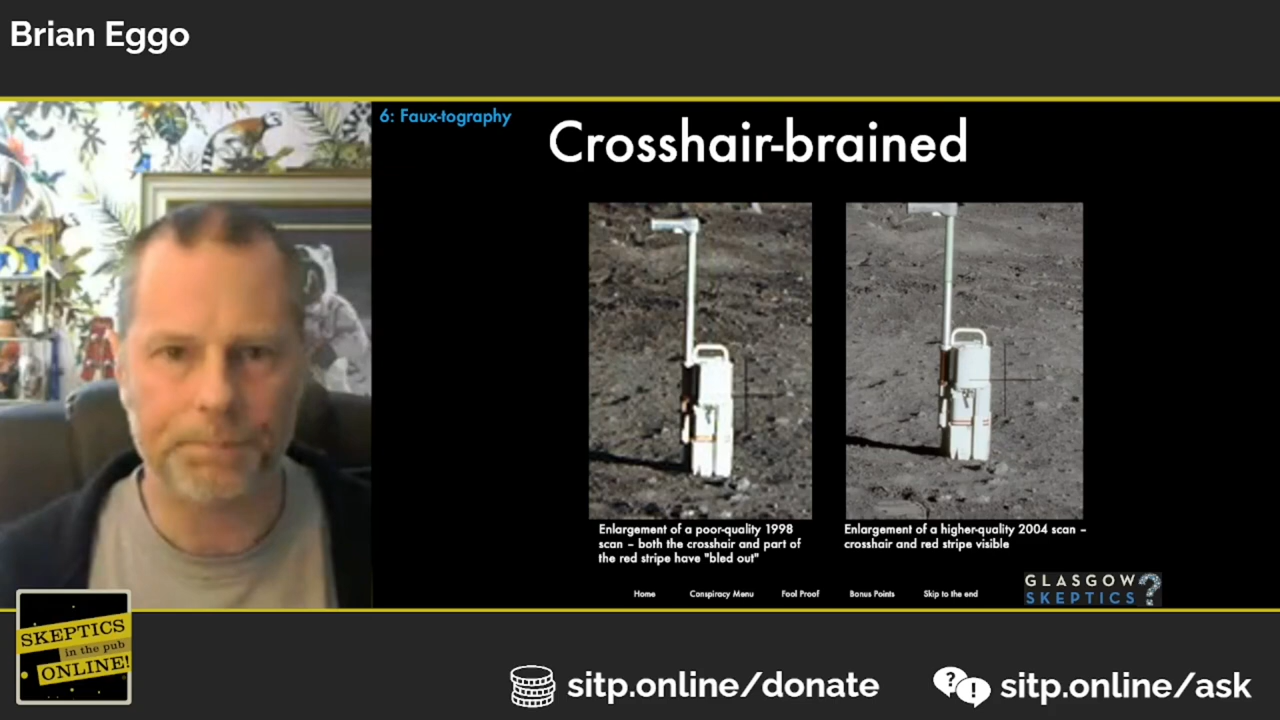 Brian Eggo
6: Faux-tography
Crosshair-brained
Enlargement of a poor-quality 1998
scan – both the crosshair and part of
the red stripe have "bled out"
Enlargement of a higher-quality 2004 scan –
crosshair and red stripe visible
Home
Conspiracy Menu
Fool Proof
Bonus Points
Skip to the end
GLASGOW
SKEPTICS
?
SKEPTICS
in the pub
ONLINE!
sitp.online/donate
? !
sitp.online/ask